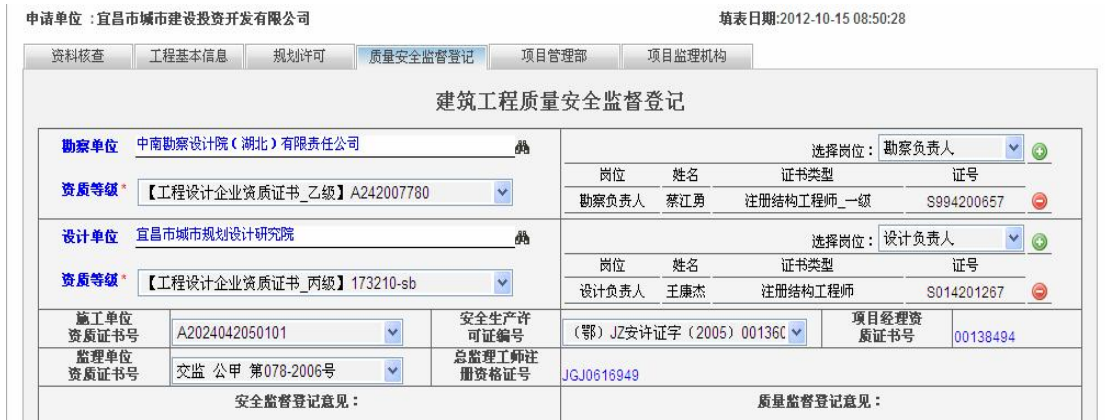 申请单位 :宜昌市城市建设投资开发有限公司 填表日期:2012-10-15 08:50:28
资料核查 工程基本信息 规划许可 质量安全监督登记 项目管理部 项目监理机构
建筑工程质量安全监督登记
勘察单位 中南勘察设计院(湖北)有限责任公司 选择岗位: 勘察负责人
岗位 姓名 证书类型 证号
资质等级* 【工程设计企业资质证书_乙级】A242007780 勘察负责人 蔡江勇 注册结构工程师_一级 S994200657
设计单位 宜昌市城市规划设计研究院 选择岗位: 设计负责人
岗位 姓名 证书类型 证号
资质等级* 【工程设计企业资质证书_丙级】173210-sb 设计负责人 王康杰 注册结构工程师 S014201267
施工单位 安全生产许 项目经理资
资质证书号 A2024042050101 可证编号 (鄂)JZ安许证字(2005)00136 质证书号 00138494
监理单位 总监理工师注
资质证书号 交监 公甲 第078-2006号 册资格证号 JGJ0616949
安全监督登记意见: 质量监督登记意见: